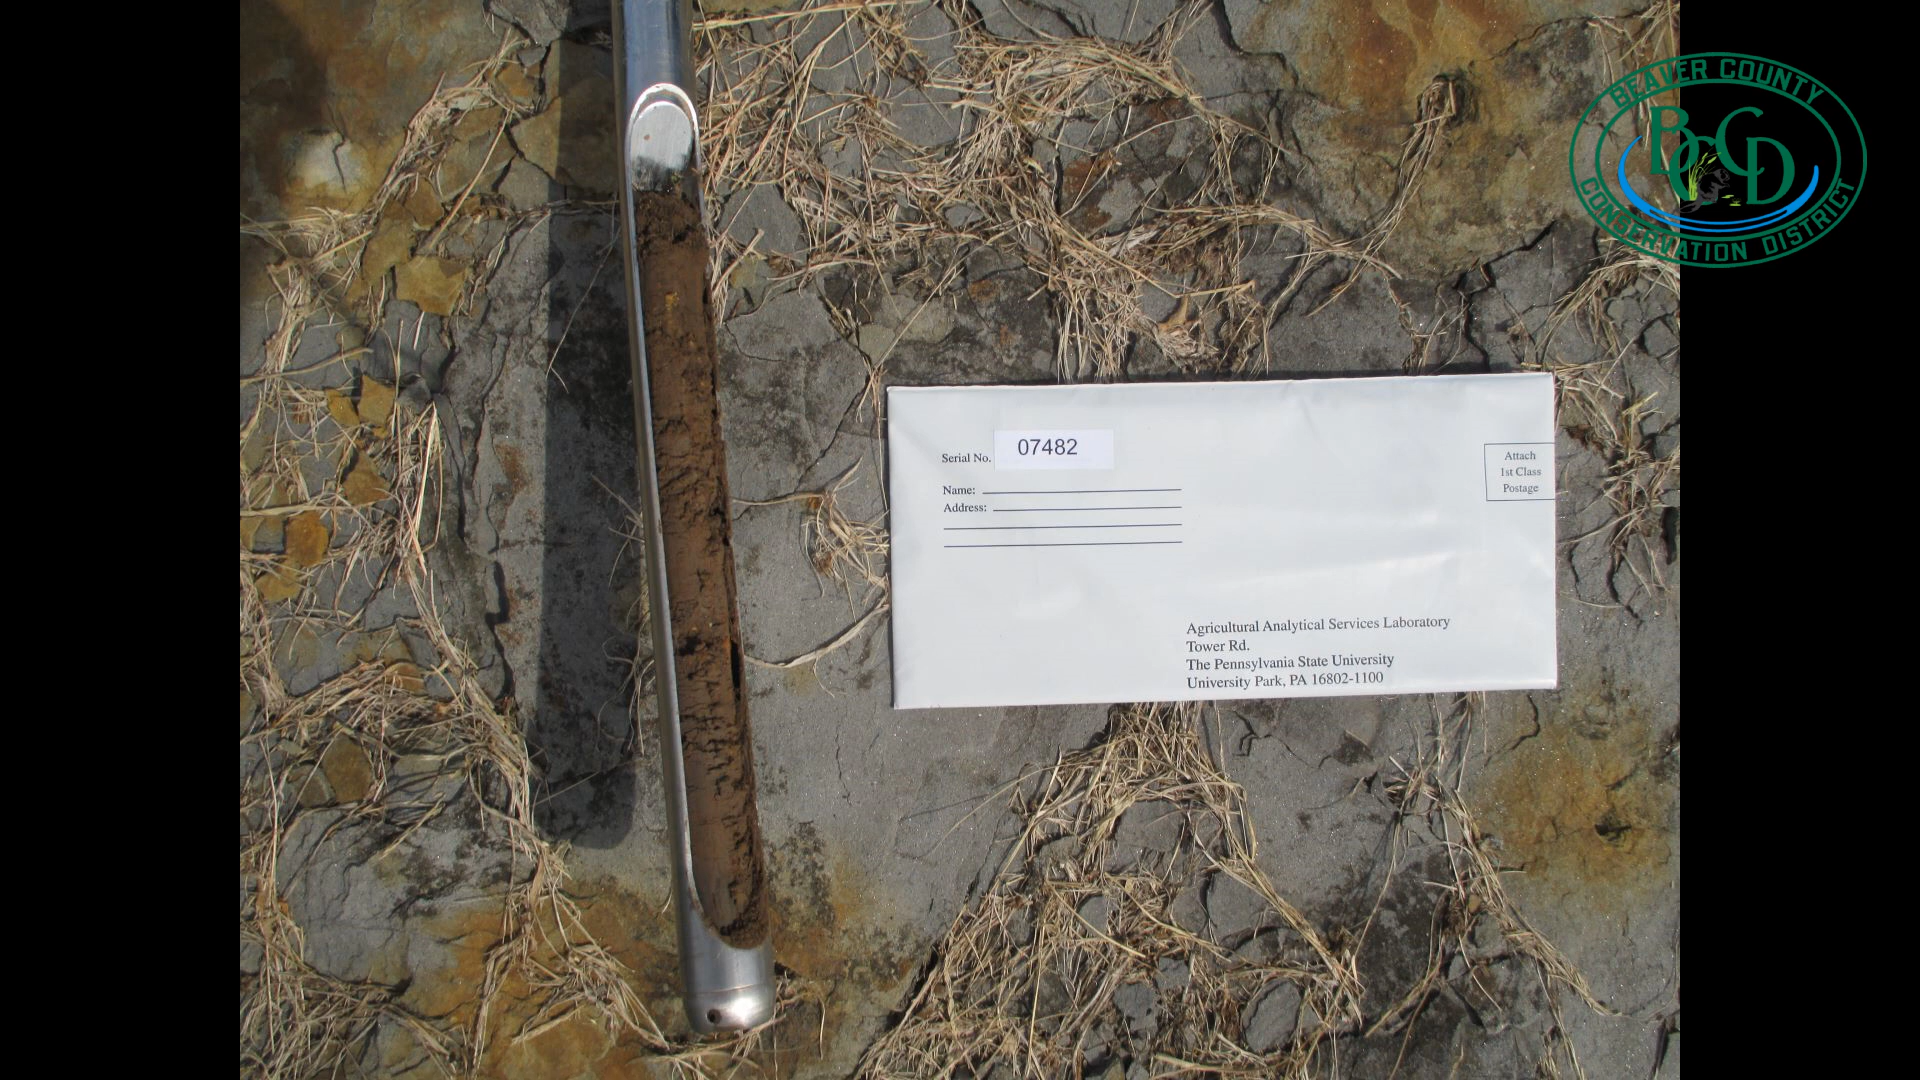 BEAVER COUNTY
BCCD
CONSERVATION DISTRICT
Serial No. 07482
Name:
Address:
Attach
1st Class
Postage
Agricultural Analytical Services Laboratory
Tower Rd.
The Pennsylvania State University
University Park, PA 16802-1100